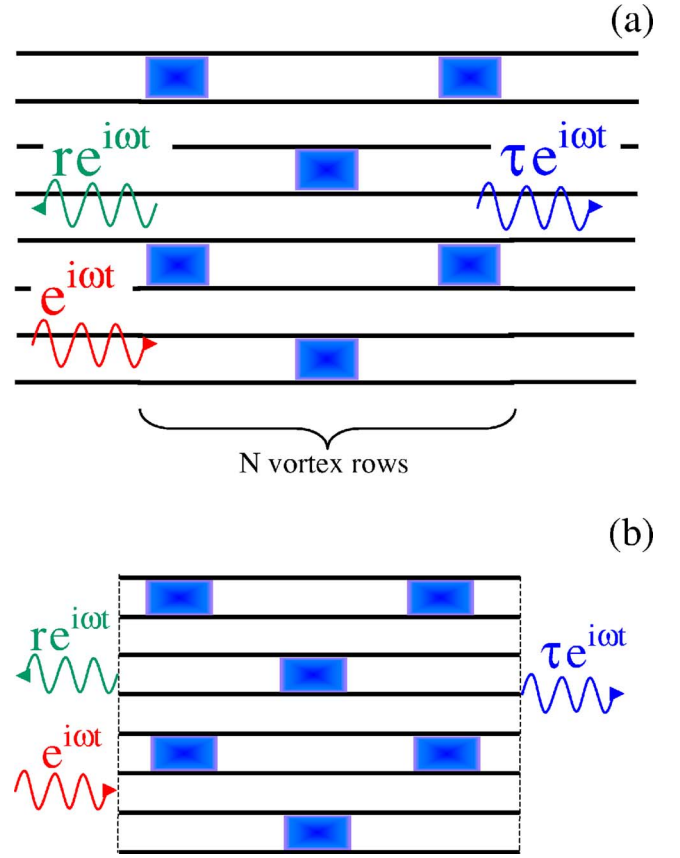 (a)
re^{iωt}
τe^{iωt}
e^{iωt}
N vortex rows
(b)
re^{iωt}
τe^{iωt}
e^{iωt}